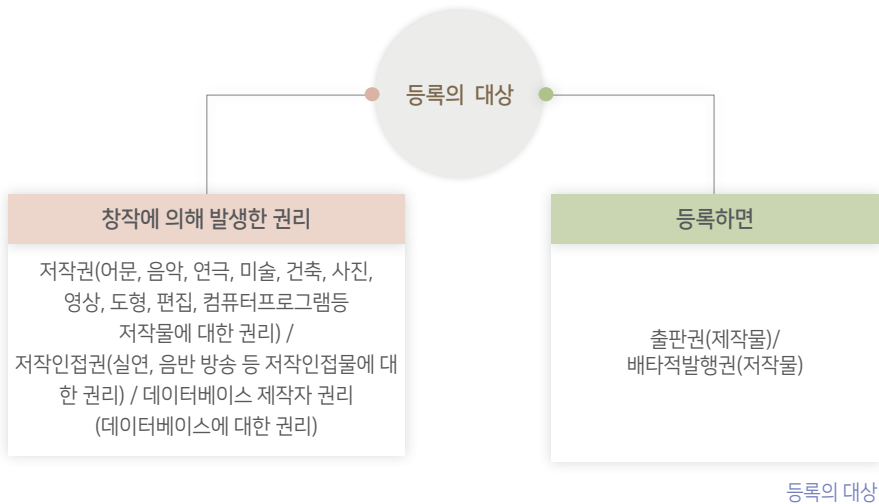 등록의 대상
창작에 의해 발생한 권리
저작권(어문, 음악, 연극, 미술, 건축, 사진,
영상, 도형, 편집, 컴퓨터프로그램등
저작물에 대한 권리) /
저작인접권(실연, 음반 방송 등 저작인접물에 대
한 권리) / 데이터베이스 제작자 권리
(데이터베이스에 대한 권리)
등록하면
출판권(제작물)/
배타적발행권(저작물)
등록의 대상